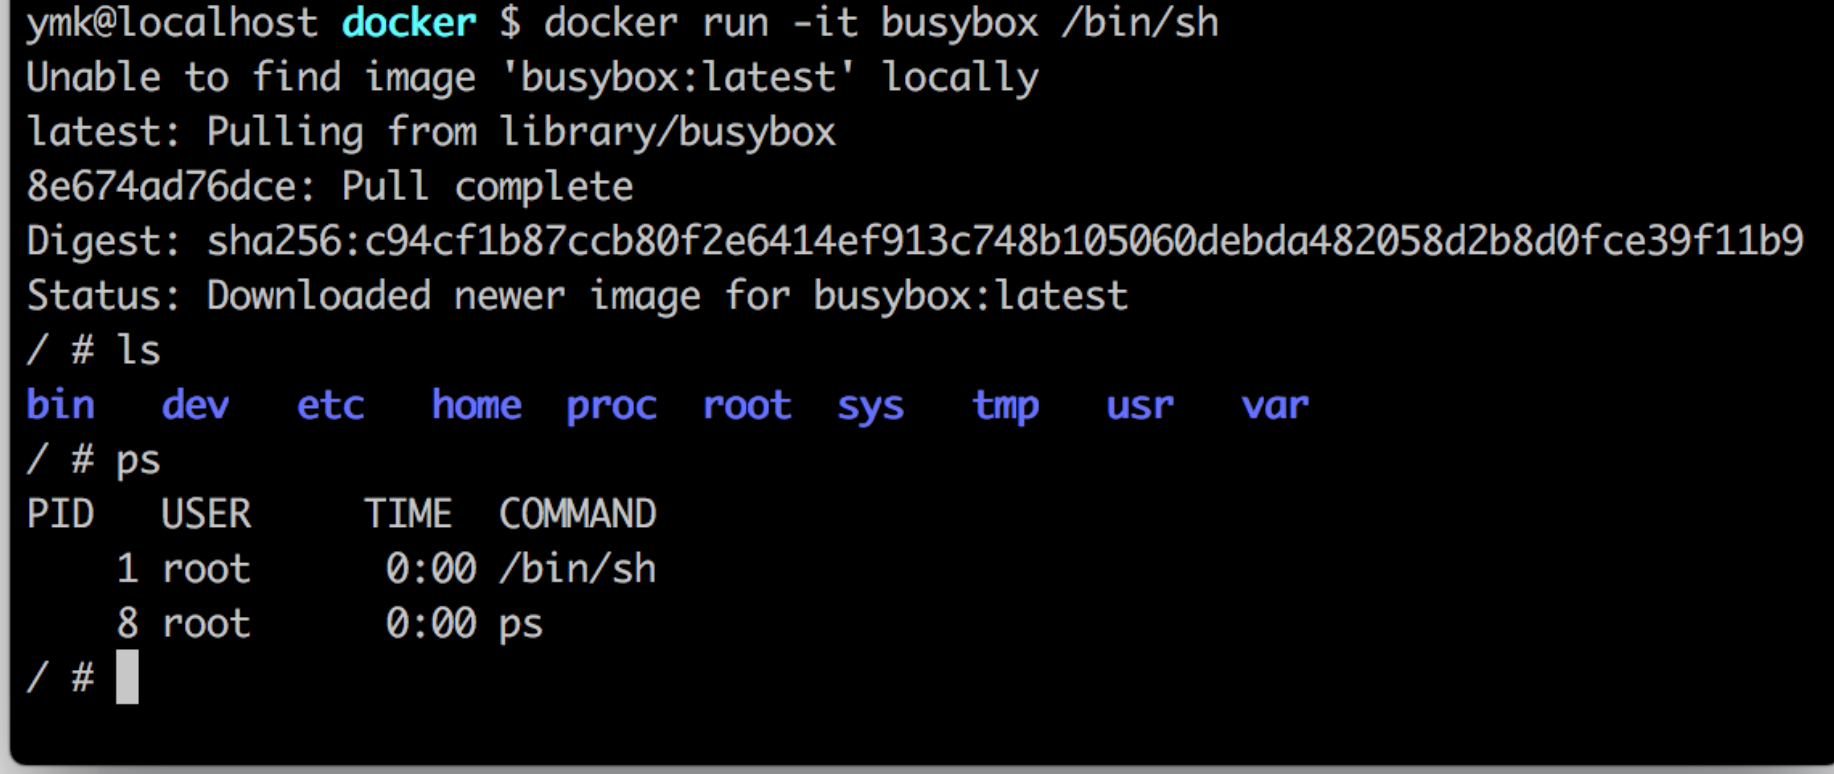 ymk@localhost docker $ docker run -it busybox /bin/sh
Unable to find image 'busybox:latest' locally
latest: Pulling from library/busybox
8e674ad76dce: Pull complete
Digest: sha256:c94cf1b87ccb80f2e6414ef913c748b105060debda482058d2b8d0fce39f11b9
Status: Downloaded newer image for busybox:latest
/ # ls
bin   dev   etc   home  proc  root  sys   tmp   usr   var
/ # ps
PID   USER     TIME  COMMAND
    1 root      0:00 /bin/sh
    8 root      0:00 ps
/ #